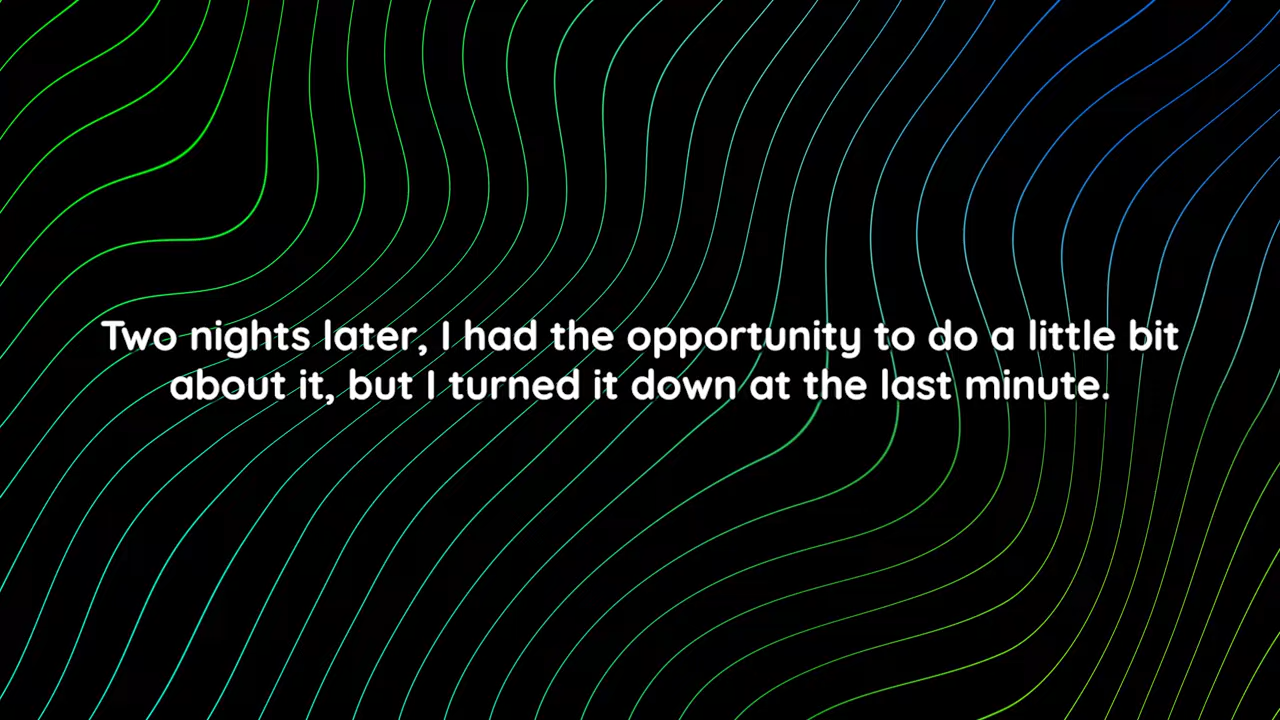 Two nights later, I had the opportunity to do a little bit
about it, but I turned it down at the last minute.